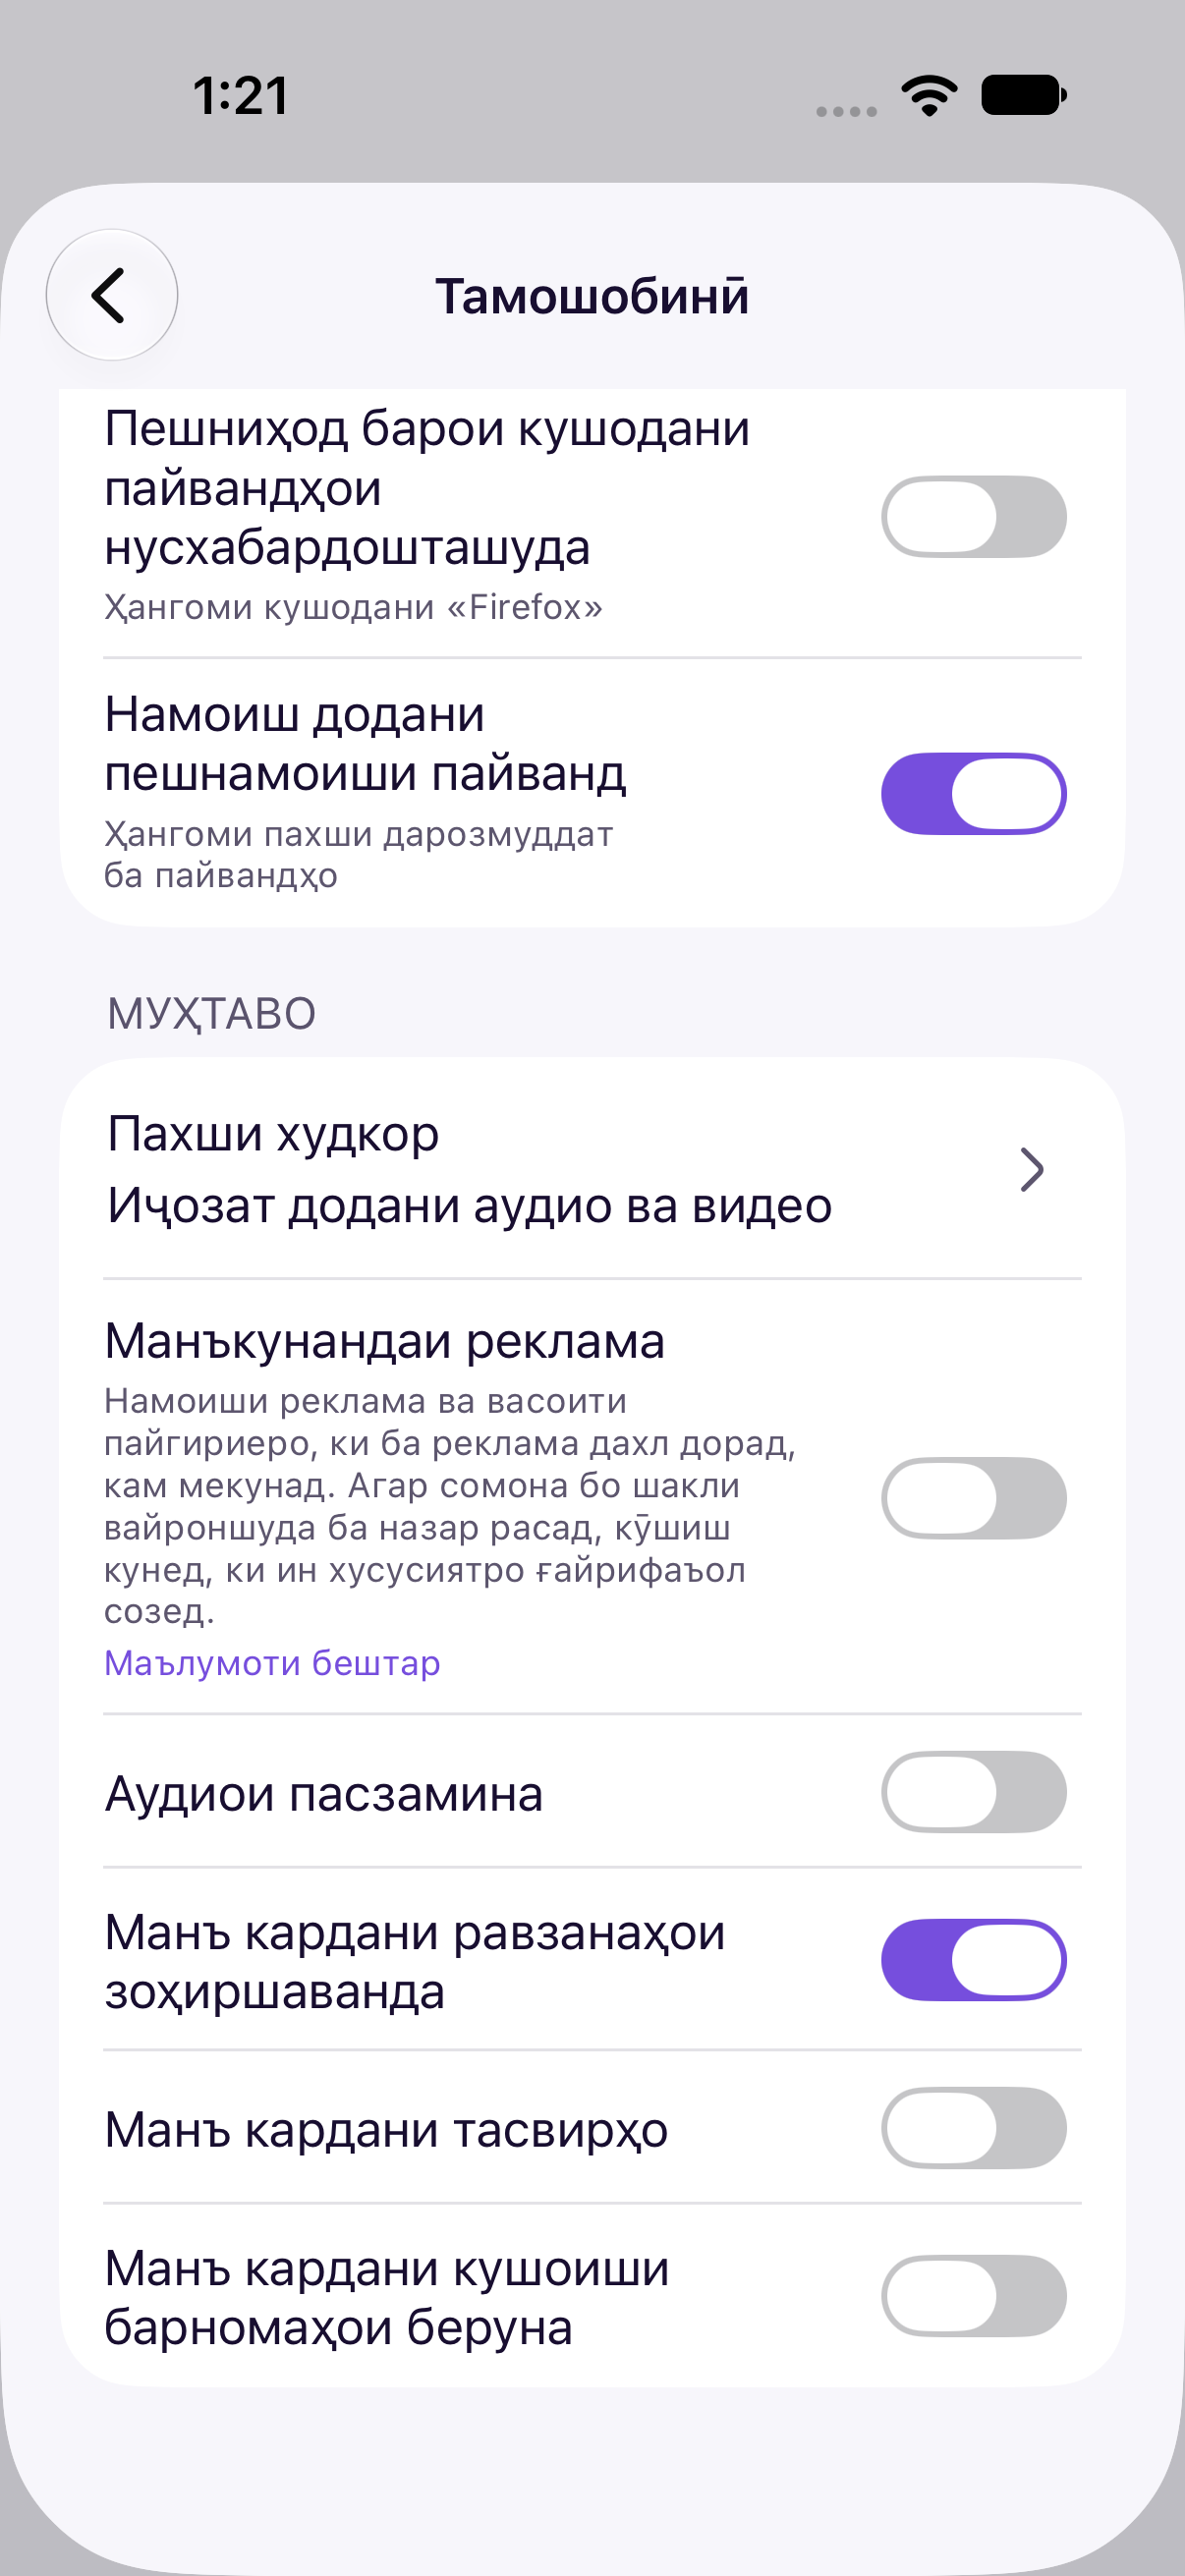 1:21
Тамошобинӣ
Пешниҳод барои кушодани
пайвандҳои
нусхабардошташуда
Ҳангоми кушодани «Firefox»
Намоиш додани
пешнамоиши пайванд
Ҳангоми пахши дарозмуддат
ба пайвандҳо
МУҲТАВО
Пахши худкор
Иҷозат додани аудио ва видео
Манъкунандаи реклама
Намоиши реклама ва васоити
пайгириеро, ки ба реклама дахл дорад,
кам мекунад. Агар сомона бо шакли
вайроншуда ба назар расад, кӯшиш
кунед, ки ин хусусиятро ғайрифаъол
созед.
Маълумоти бештар
Аудиои пасзамина
Манъ кардани равзанаҳои
зоҳиршаванда
Манъ кардани тасвирҳо
Манъ кардани кушоиши
барномаҳои беруна